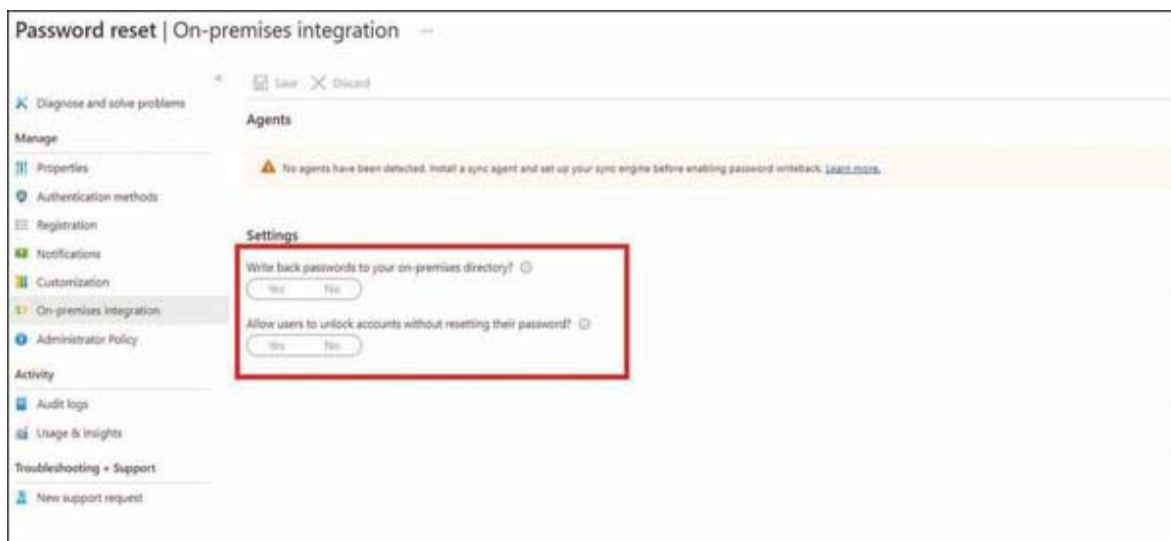 Password reset | On-premises integration ...
Save Discard
Diagnose and solve problems
Agents
Manage
No agents have been detected. Install a sync agent and set up your sync engine before enabling password writeback. Learn more.
Properties
Authentication methods
Registration
Settings
Notifications
Write back passwords to your on-premises directory?
Customization
Yes No
On-premises integration
Allow users to unlock accounts without resetting their password?
Administrator Policy
Yes No
Activity
Audit logs
Usage & insights
Troubleshooting + Support
New support request